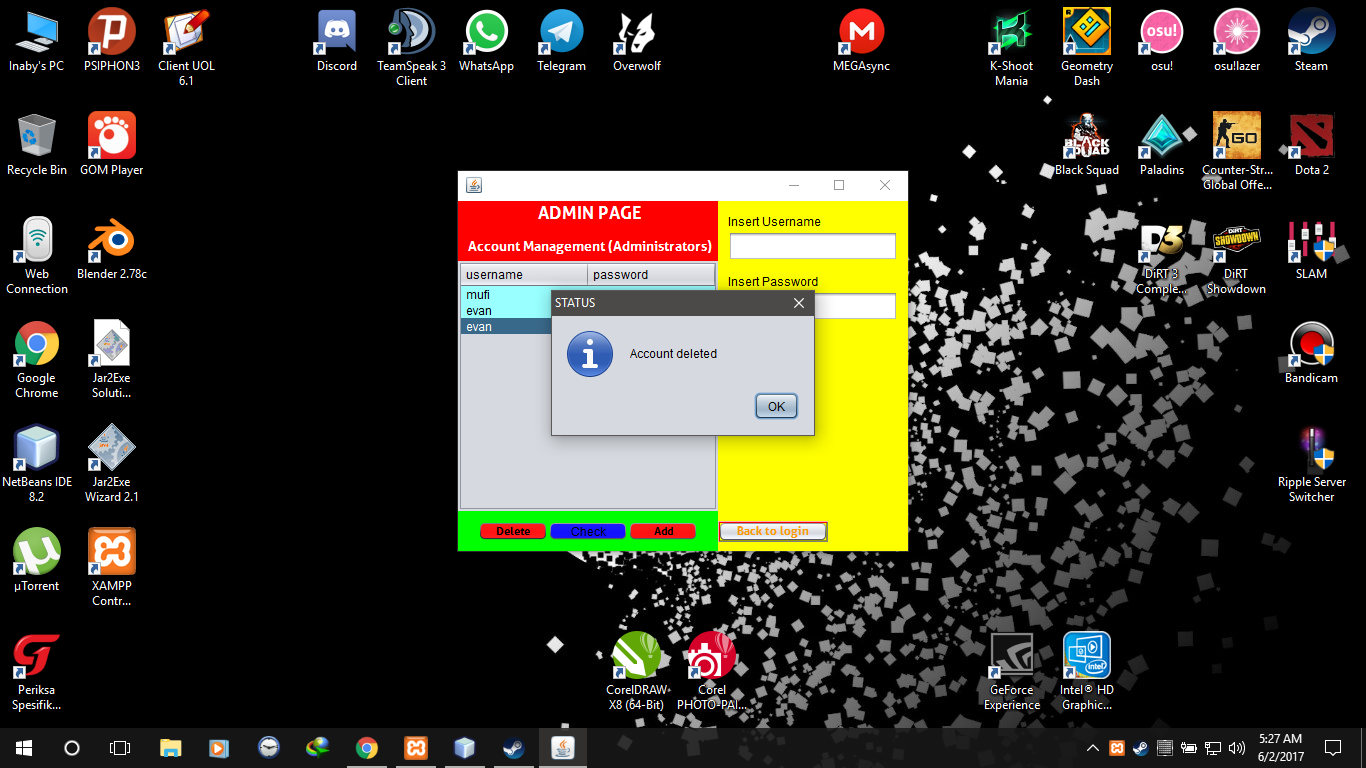 Inaby's PC
PSIPHON3
Client UOL
6.1
Discord
TeamSpeak 3
Client
WhatsApp
Telegram
Overwolf
MEGAsync
K-Shoot
Mania
Geometry
Dash
osu!
osu!
osu!lazer
Steam
Recycle Bin
GOM Player
BLACK
SQUAD
Black Squad
Paladins
GO
Counter-Str...
Global Offe...
Dota 2
Web
Connection
Blender 2.78c
D3
DiRT 3
Comple...
DiRT
SHOWDOWN
DiRT
Showdown
SLAM
Google
Chrome
Jar2Exe
Soluti...
Bandicam
NetBeans IDE
8.2
Jar2Exe
Wizard 2.1
Ripple Server
Switcher
µTorrent
XAMPP
Contr...
Periksa
Spesifik...
CorelDRAW
X8 (64-Bit)
Corel
PHOTO-PAI...
GeForce
Experience
intel
Intel® HD
Graphic...
ADMIN PAGE
Account Management (Administrators)
username password
mufi
evan
evan
Insert Username
Insert Password
STATUS
Account deleted
OK
Delete Check Add Back to login
5:27 AM
6/2/2017